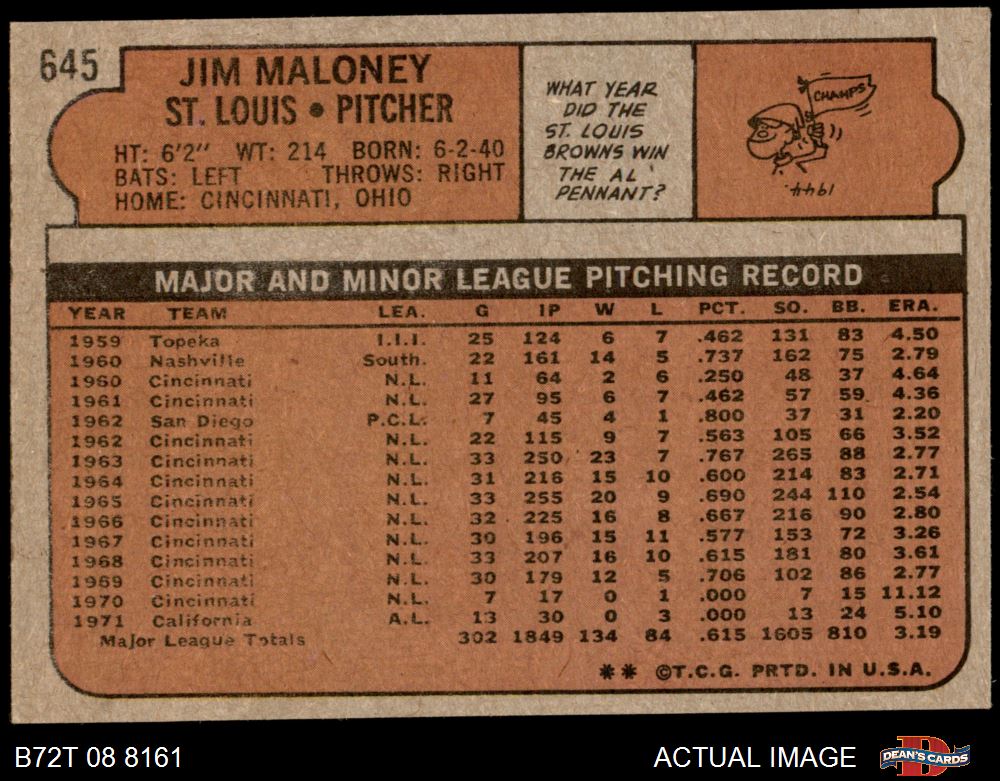 645
JIM MALONEY
ST. LOUIS • PITCHER
HT: 6'2" WT: 214 BORN: 6-2-40
BATS: LEFT THROWS: RIGHT
HOME: CINCINNATI, OHIO
WHAT YEAR
DID THE
ST. LOUIS
BROWNS WIN
THE AL
PENNANT?
CHAMPS
1944.
MAJOR AND MINOR LEAGUE PITCHING RECORD
YEAR TEAM LEA. G IP W L PCT. SO. BB. ERA.
1959 Topeka I.I.I. 25 124 6 7 .462 131 83 4.50
1960 Nashville South. 22 161 14 5 .737 162 75 2.79
1960 Cincinnati N.L. 11 64 2 6 .250 48 37 4.64
1961 Cincinnati N.L. 27 95 6 7 .462 57 59 4.36
1962 San Diego P.C.L. 7 45 4 1 .800 37 31 2.20
1962 Cincinnati N.L. 22 115 9 7 .563 105 66 3.52
1963 Cincinnati N.L. 33 250 23 7 .767 265 88 2.77
1964 Cincinnati N.L. 31 216 15 10 .600 214 83 2.71
1965 Cincinnati N.L. 33 255 20 9 .690 244 110 2.54
1966 Cincinnati N.L. 32 225 16 8 .667 216 90 2.80
1967 Cincinnati N.L. 30 196 15 11 .577 153 72 3.26
1968 Cincinnati N.L. 33 207 16 10 .615 181 80 3.61
1969 Cincinnati N.L. 30 179 12 5 .706 102 86 2.77
1970 Cincinnati N.L. 7 17 0 1 .000 7 15 11.12
1971 California A.L. 13 30 0 3 .000 13 24 5.10
Major League Totals 302 1849 134 84 .615 1605 810 3.19
** ©T.C.G. PRTD. IN U.S.A.
B72T 08 8161
ACTUAL IMAGE
D
DEAN'S CARDS